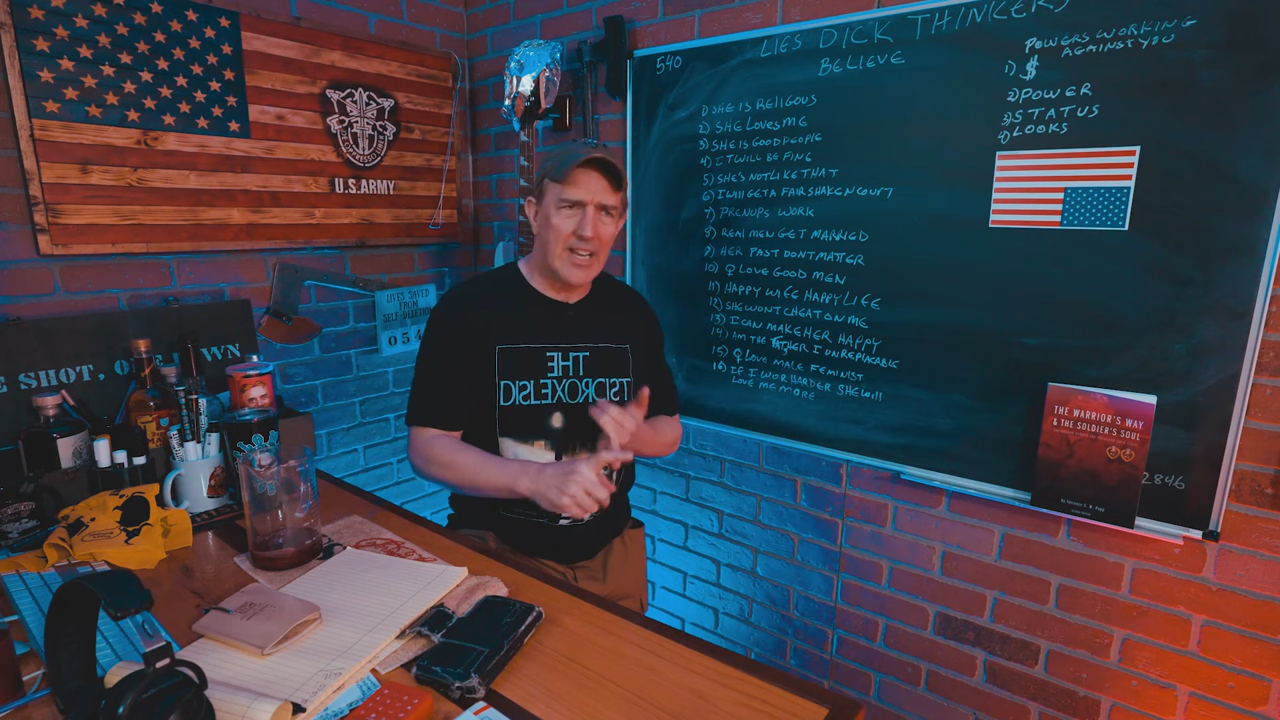 U.S.ARMY
LIVES SAVED
FROM
SELF-DELETION
054
E SHOT, ONE
WN
THE
DISLEXORCIST
540
LIES DICK THINKERS
BELIEVE
1) SHE IS RELIGOUS
2) SHE LOVES ME
3) SHE IS GOOD PEOPLE
4) IT WILL BE FINE
5) SHE'S NOT LIKE THAT
6) I WILL GET A FAIR SHAKE N COURT
7) PRENUPS WORK
8) REAL MEN GET MARRIED
9) HER PAST DONT MATTER
10) ♀ LOVE GOOD MEN
11) HAPPY WIFE HAPPY LIFE
12) SHE WONT CHEAT ON ME
13) I CAN MAKE HER HAPPY
14) AM THE FATHER I UNREPLACABLE
15) ♀ LOVE MALE FEMINIST
16) IF I WOR HARDER SHE WILL
LOVE ME MORE
POWERS WORKING
AGAINST YOU
1) $
2) POWER
3) STATUS
4) LOOKS
THE WARRIOR'S WAY
& THE SOLDIER'S SOUL
2846